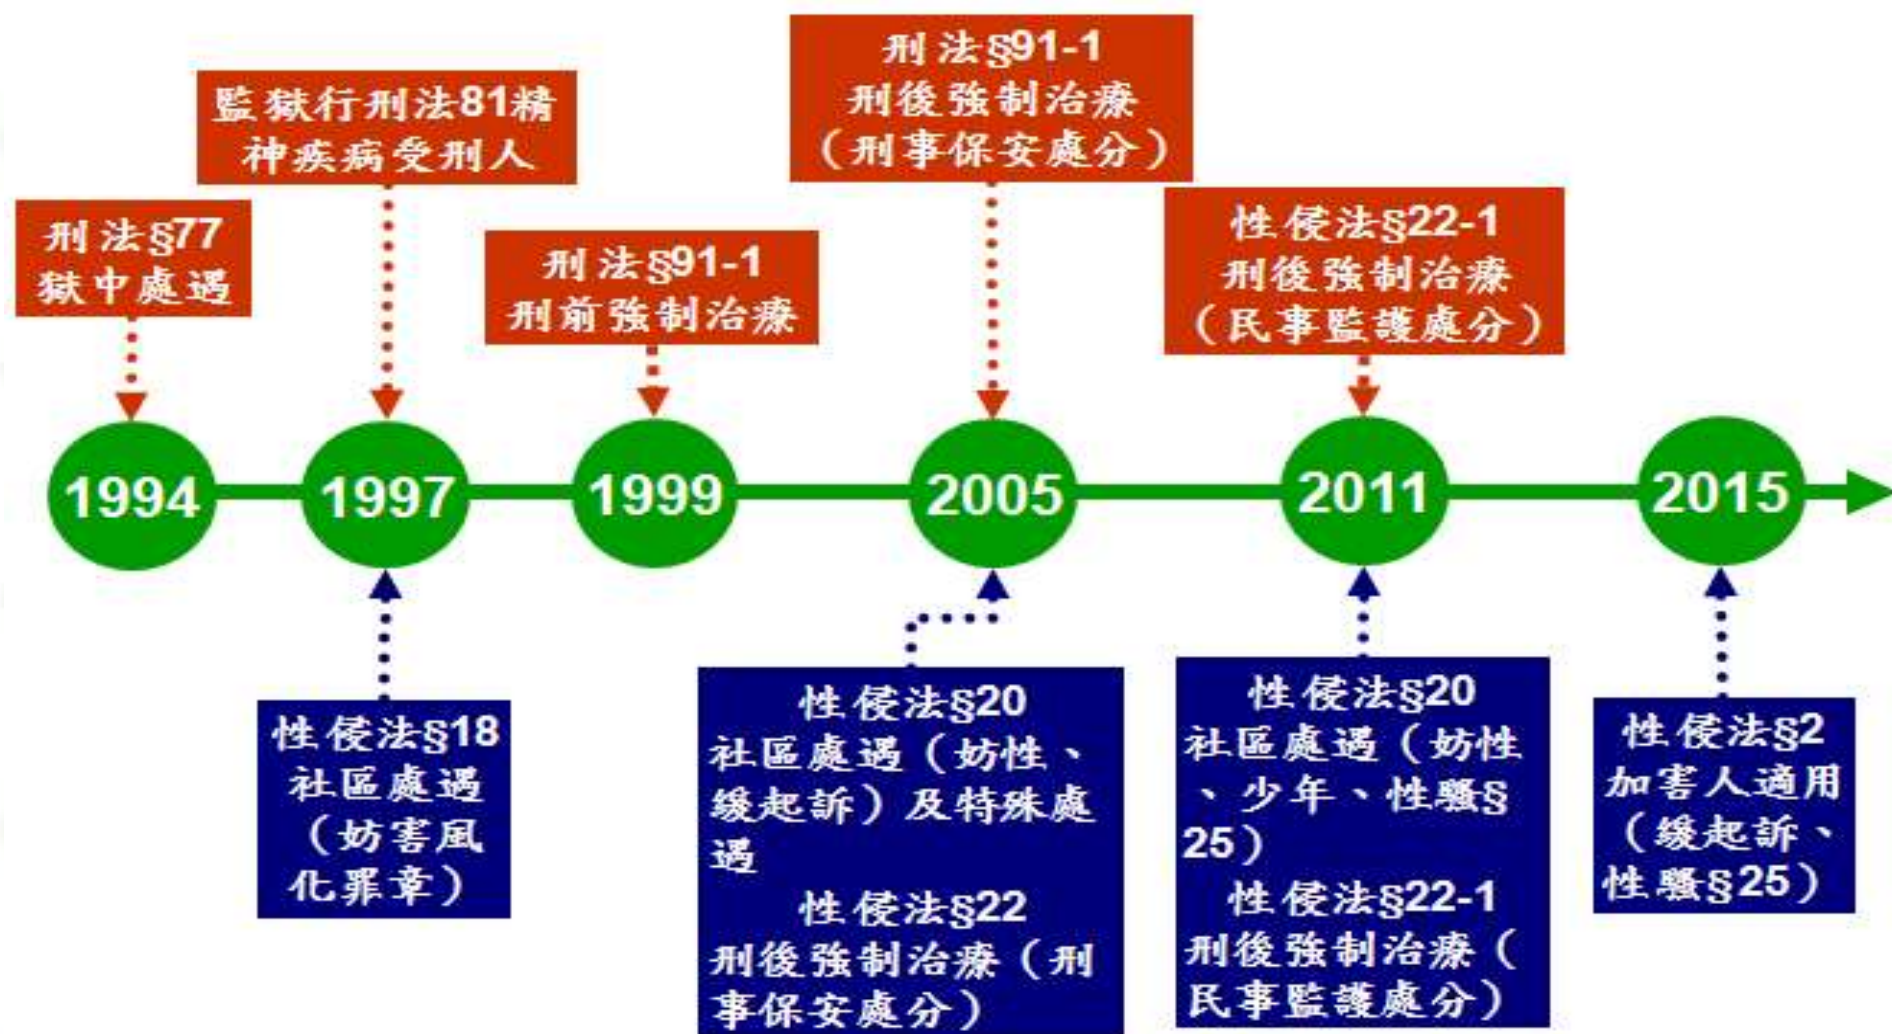 刑法§77
獄中處遇
監獄行刑法81精
神疾病受刑人
刑法§91-1
刑前強制治療
刑法§91-1
刑後強制治療
（刑事保安處分）
性侵法§22-1
刑後強制治療
（民事監護處分）
1994
1997
1999
2005
2011
2015
性侵法§18
社區處遇
（妨害風
化罪章）
性侵法§20
社區處遇（妨性、
緩起訴）及特殊處
遇
性侵法§22
刑後強制治療（刑
事保安處分）
性侵法§20
社區處遇（妨性
、少年、性騷§
25）
性侵法§22-1
刑後強制治療（
民事監護處分）
性侵法§2
加害人適用
（緩起訴、
性騷§25）